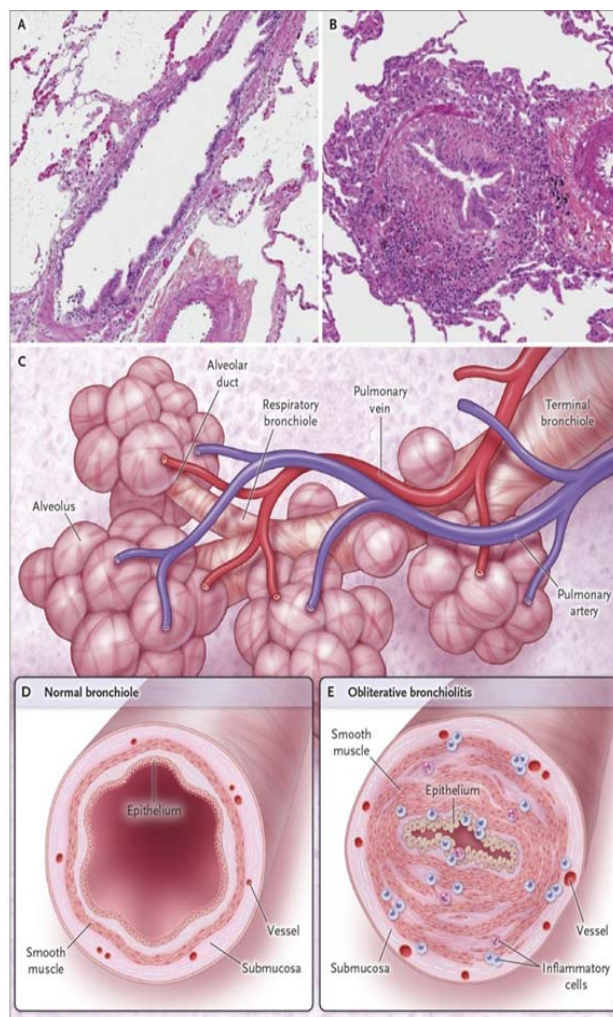 A
B
C
Alveolar
duct
Respiratory
bronchiole
Pulmonary
vein
Terminal
bronchiole
Alveolus
Pulmonary
artery
D Normal bronchiole
Epithelium
Vessel
Smooth
muscle
Submucosa
E Obliterative bronchiolitis
Smooth
muscle
Epithelium
Vessel
Submucosa
Inflammatory
cells